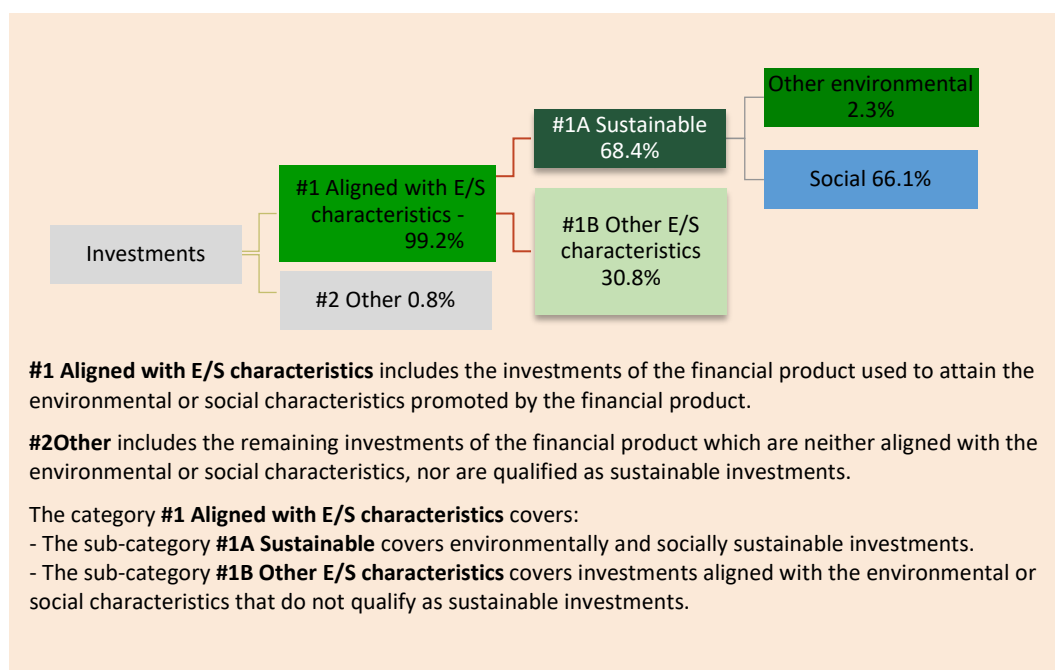 Other environmental
2.3%
#1A Sustainable
68.4%
Social 66.1%
#1 Aligned with E/S
characteristics -
99.2%
#1B Other E/S
characteristics
30.8%
Investments
#2 Other 0.8%
#1 Aligned with E/S characteristics includes the investments of the financial product used to attain the
environmental or social characteristics promoted by the financial product.
#2Other includes the remaining investments of the financial product which are neither aligned with the
environmental or social characteristics, nor are qualified as sustainable investments.
The category #1 Aligned with E/S characteristics covers:
- The sub-category #1A Sustainable covers environmentally and socially sustainable investments.
- The sub-category #1B Other E/S characteristics covers investments aligned with the environmental or
social characteristics that do not qualify as sustainable investments.